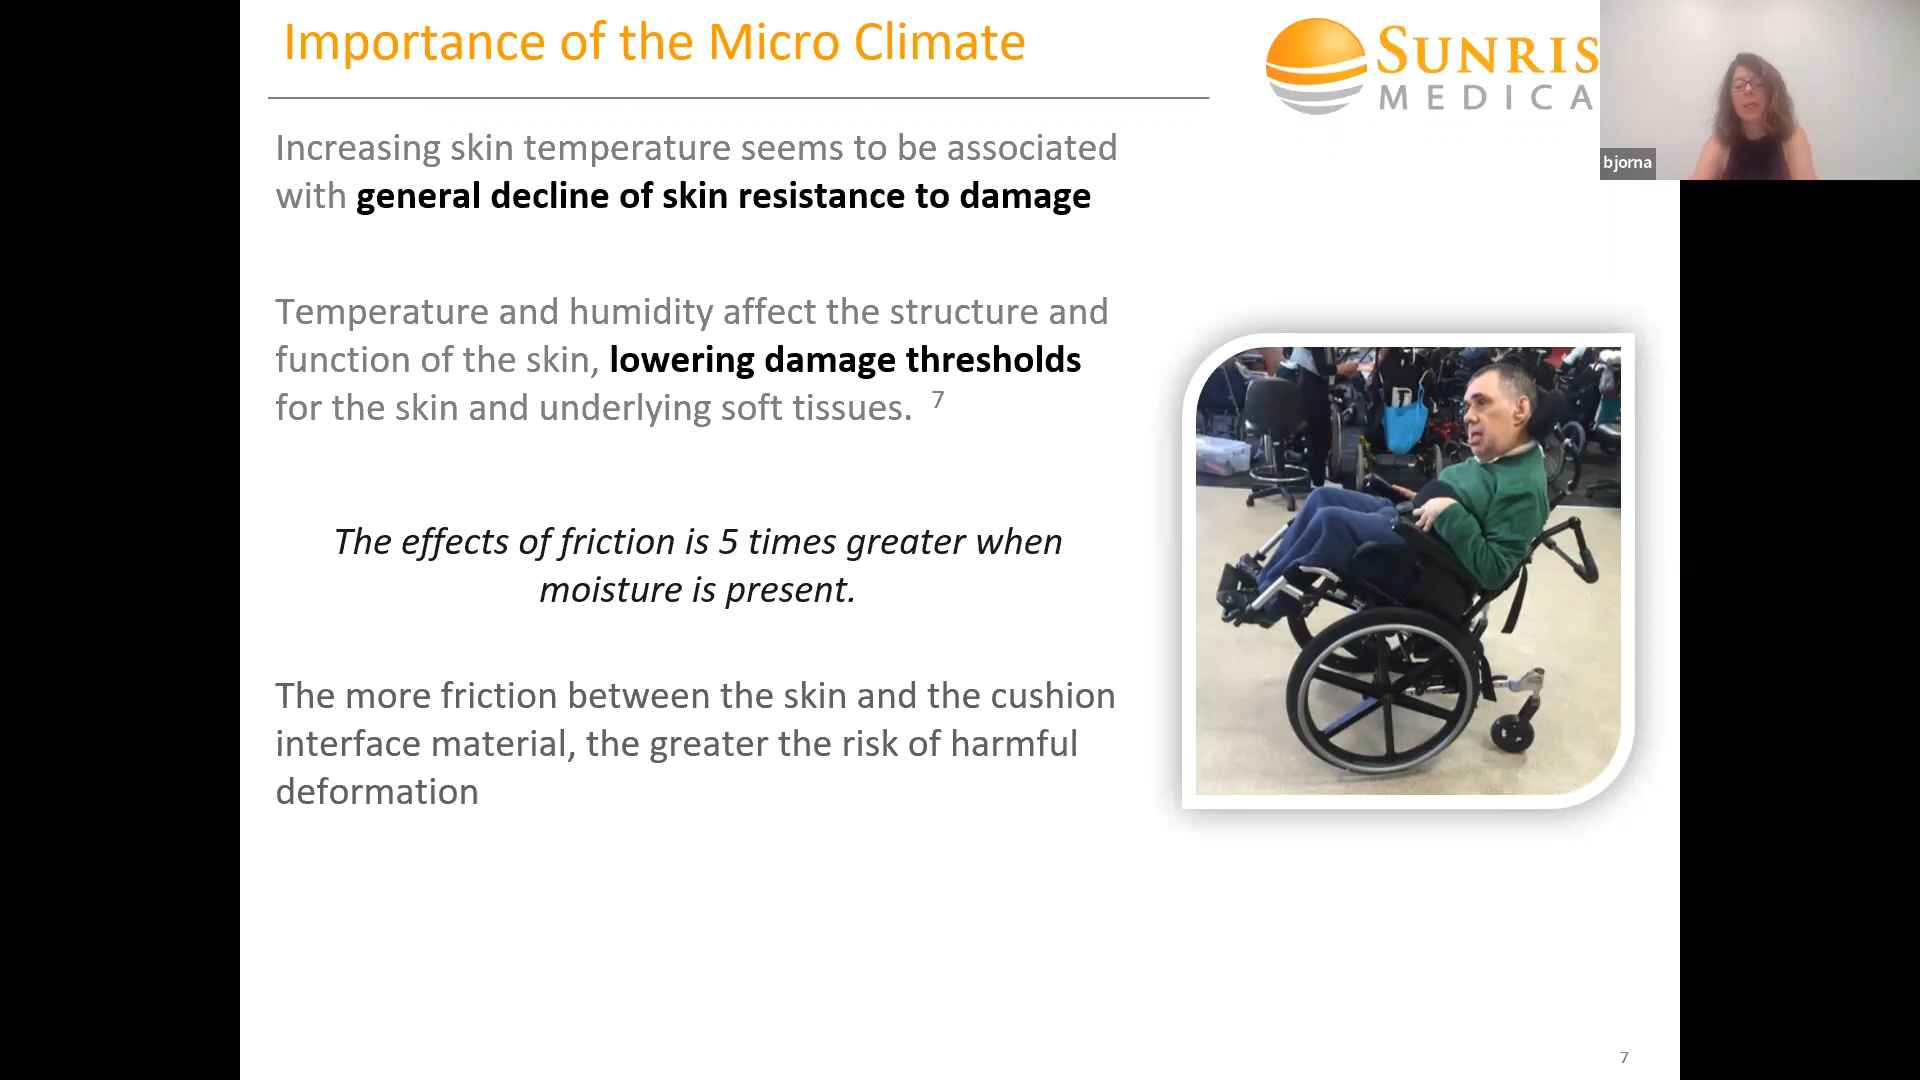 Importance of the Micro Climate
SUNRIS
MEDICA
bjorna
Increasing skin temperature seems to be associated
with general decline of skin resistance to damage
Temperature and humidity affect the structure and
function of the skin, lowering damage thresholds
for the skin and underlying soft tissues. 7
The effects of friction is 5 times greater when
moisture is present.
The more friction between the skin and the cushion
interface material, the greater the risk of harmful
deformation
7